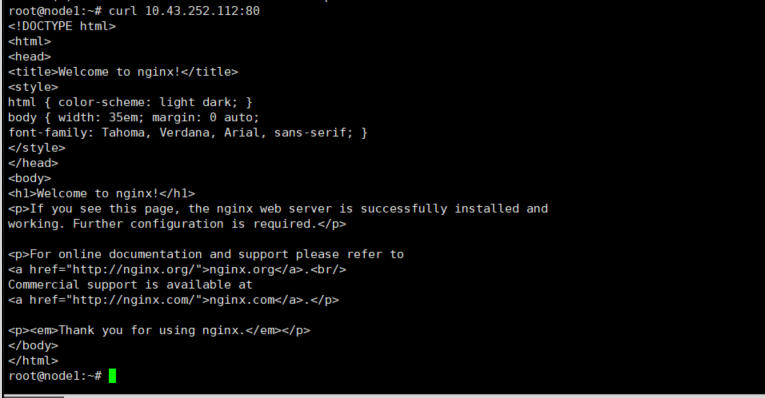 root@node1:~# curl 10.43.252.112:80
<!DOCTYPE html>
<html>
<head>
<title>Welcome to nginx!</title>
<style>
html { color-scheme: light dark; }
body { width: 35em; margin: 0 auto;
font-family: Tahoma, Verdana, Arial, sans-serif; }
</style>
</head>
<body>
<h1>Welcome to nginx!</h1>
<p>If you see this page, the nginx web server is successfully installed and
working. Further configuration is required.</p>

<p>For online documentation and support please refer to
<a href="http://nginx.org/">nginx.org</a>.<br/>
Commercial support is available at
<a href="http://nginx.com/">nginx.com</a>.</p>

<p><em>Thank you for using nginx.</em></p>
</body>
</html>
root@node1:~#